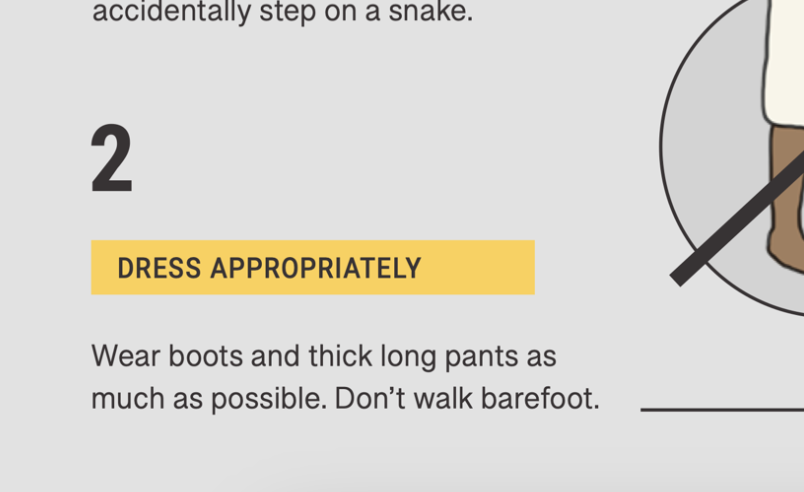 accidentally step on a snake.
2
DRESS APPROPRIATELY
Wear boots and thick long pants as
much as possible. Don’t walk barefoot.